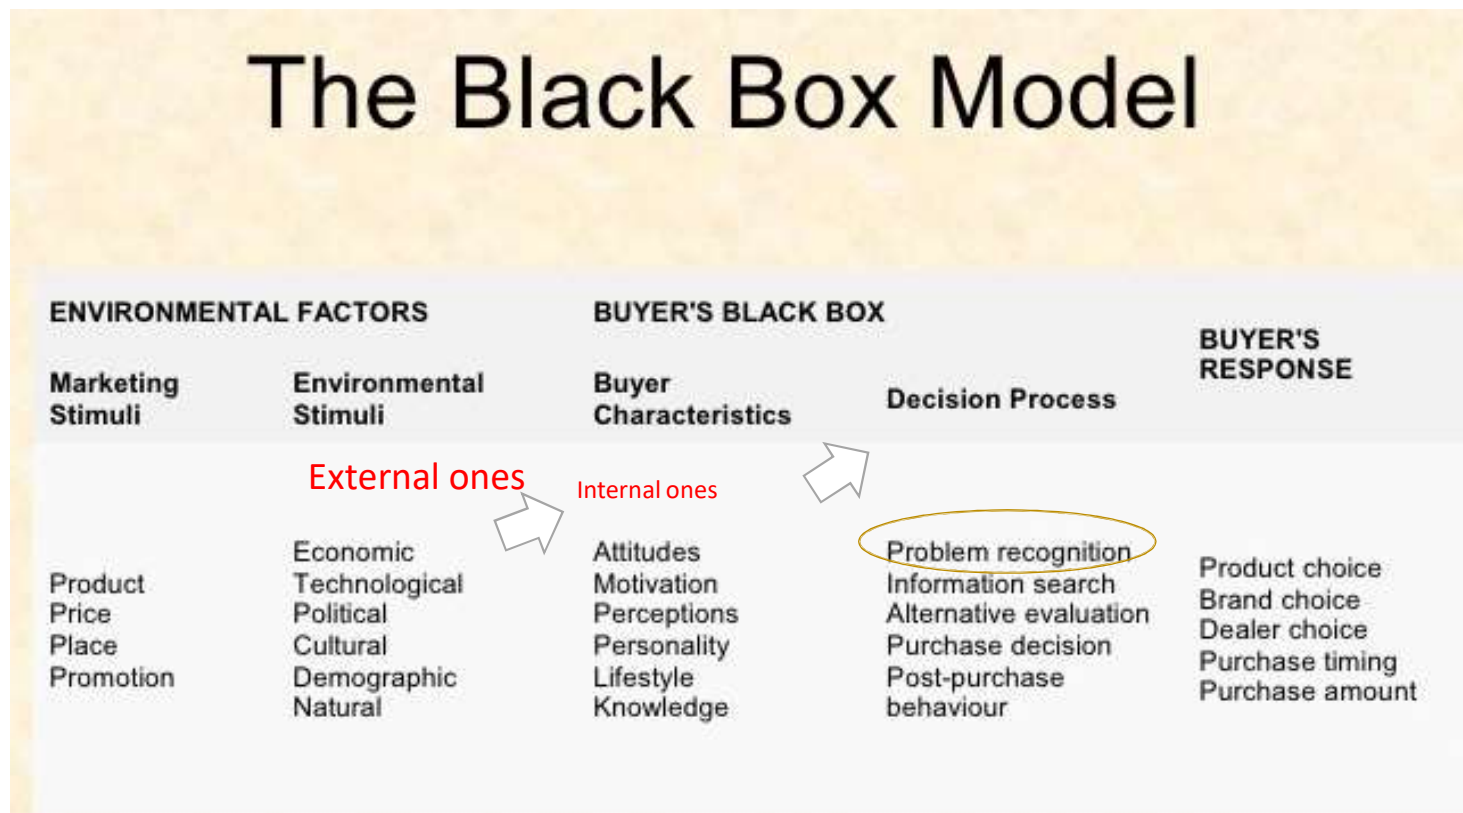 The Black Box Model
ENVIRONMENTAL FACTORS
BUYER'S BLACK BOX
BUYER'S
RESPONSE
Marketing
Stimuli
Environmental
Stimuli
Buyer
Characteristics
Decision Process
External ones
Internal ones
Product
Price
Place
Promotion
Economic
Technological
Political
Cultural
Demographic
Natural
Attitudes
Motivation
Perceptions
Personality
Lifestyle
Knowledge
Problem recognition
Information search
Alternative evaluation
Purchase decision
Post-purchase
behaviour
Product choice
Brand choice
Dealer choice
Purchase timing
Purchase amount